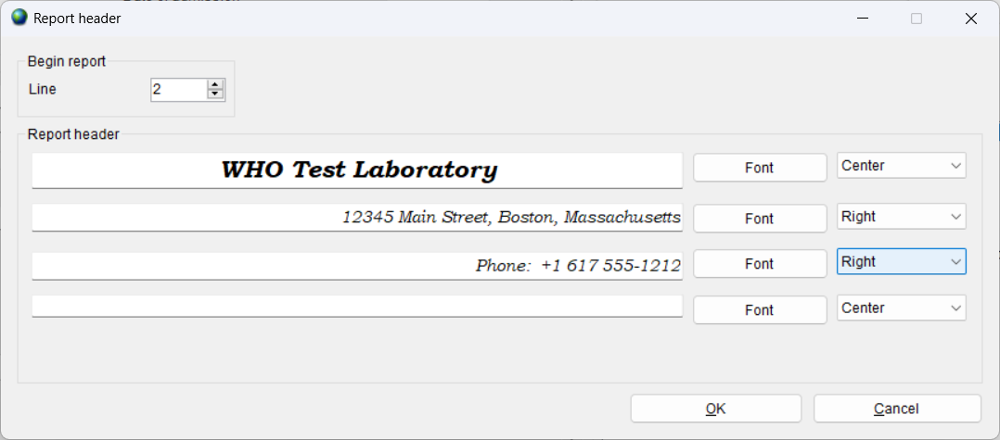 Report header
Begin report
Line 2
Report header
WHO Test Laboratory Font Center
12345 Main Street, Boston, Massachusetts Font Right
Phone: +1 617 555-1212 Font Right
Font Center
OK Cancel